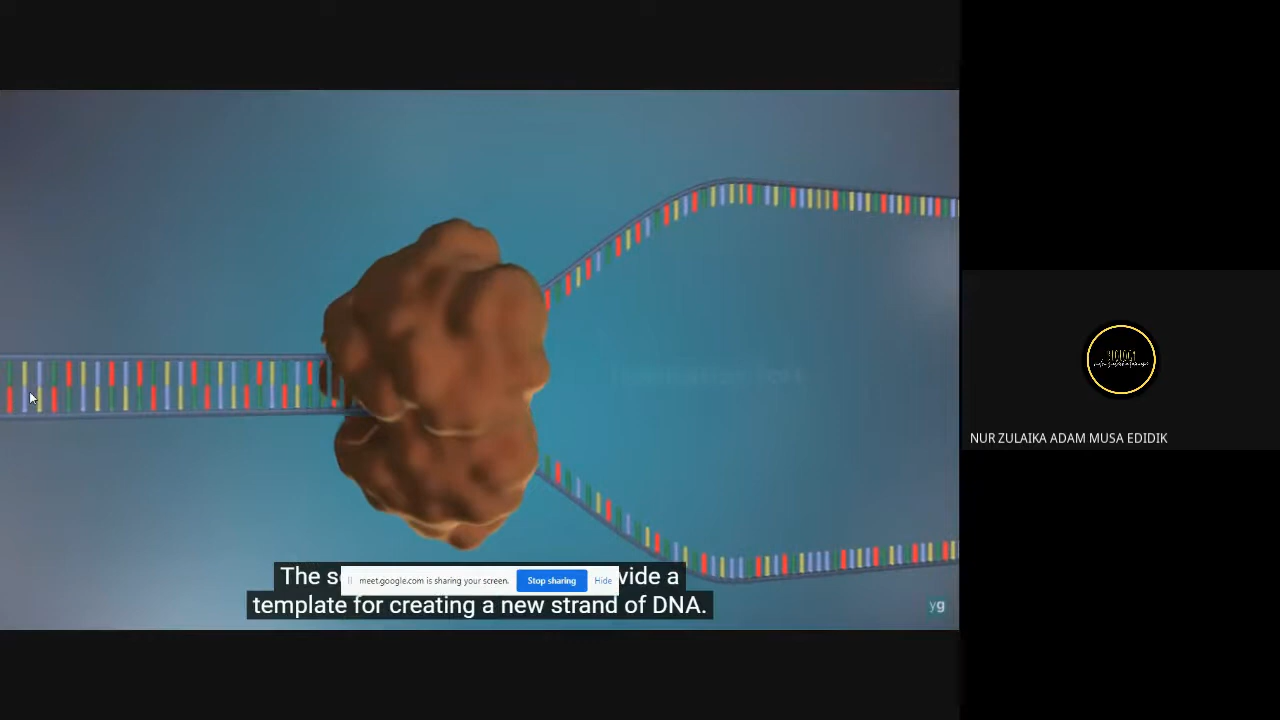 The s
vide a
meet.google.com is sharing your screen.
Stop sharing
Hide
template for creating a new strand of DNA.
yg
BIOLOGY
NUR ZULAIKA ADAM MUSA EDIDIK